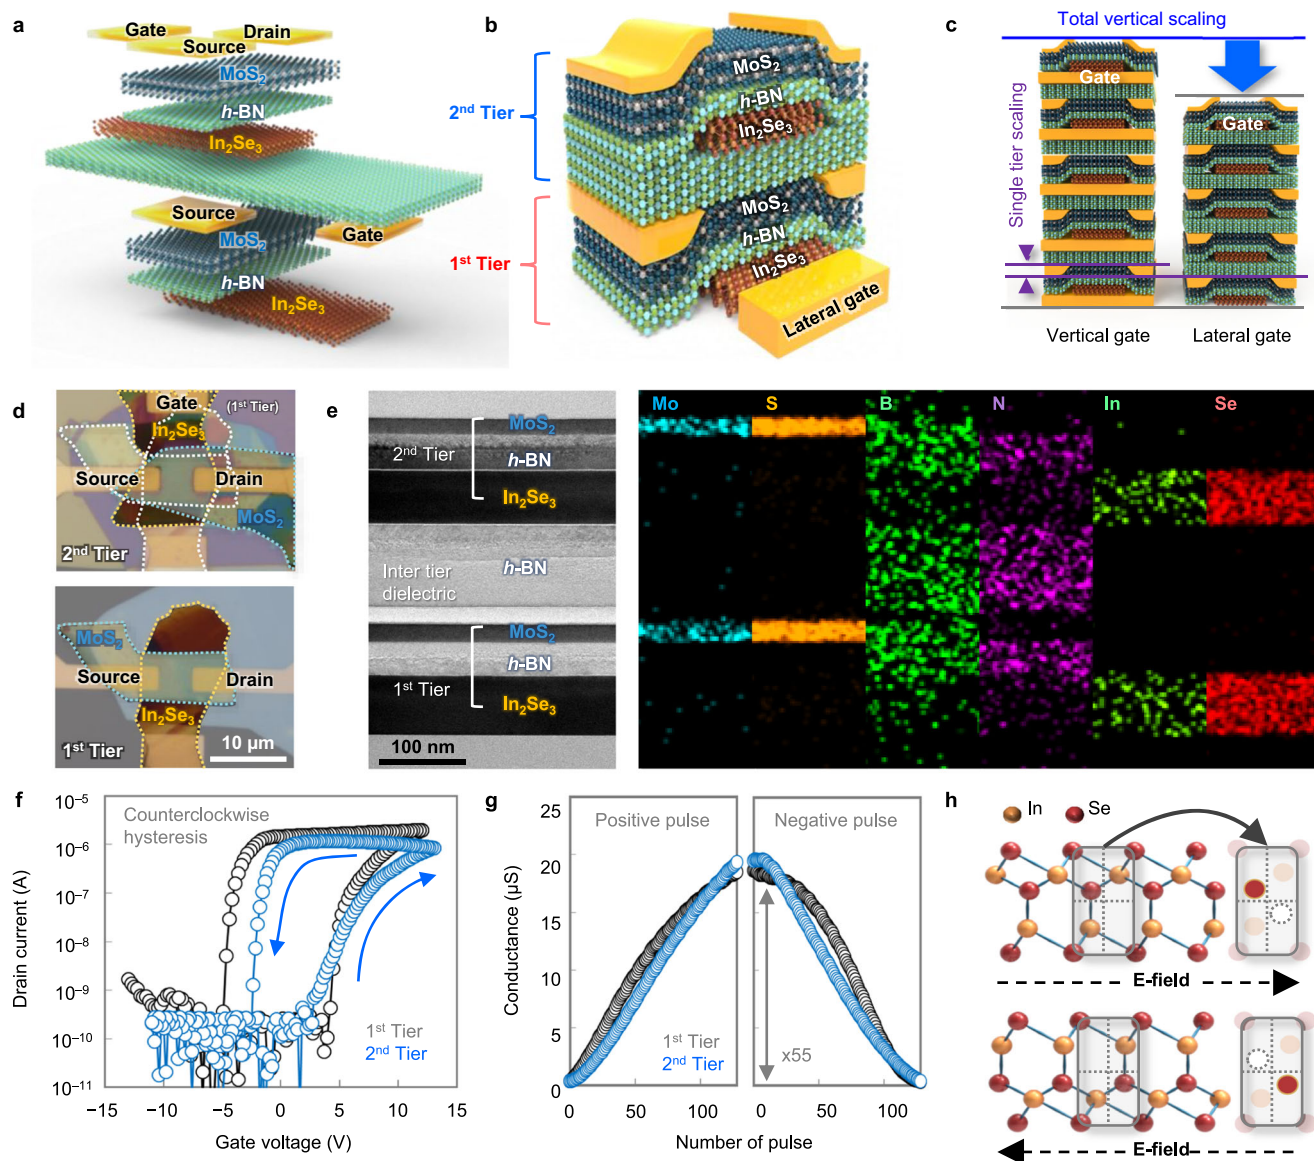 a
Gate
Drain
Source
MoS₂
h-BN
In₂Se₃
Source
MoS₂
Gate
h-BN
In₂Se₃
b
MoS₂
h-BN
In₂Se₃
2nd Tier
MoS₂
h-BN
In₂Se₃
1st Tier
Lateral gate
c
Total vertical scaling
Gate
Gate
Single tier scaling
Vertical gate
Lateral gate
d
Gate
(1st Tier)
In₂Se₃
Source
Drain
MoS₂
2nd Tier
MoS₂
Source
Drain
In₂Se₃
1st Tier
10 µm
e
MoS₂
2nd Tier
h-BN
In₂Se₃
Inter tier
dielectric
h-BN
MoS₂
h-BN
1st Tier
In₂Se₃
100 nm
Mo
S
B
N
In
Se
f
Counterclockwise
hysteresis
1st Tier
2nd Tier
Drain current (A)
10⁻⁵
10⁻⁶
10⁻⁷
10⁻⁸
10⁻⁹
10⁻¹⁰
10⁻¹¹
−15
−10
−5
0
5
10
15
Gate voltage (V)
g
Positive pulse
Negative pulse
1st Tier
2nd Tier
x55
Conductance (µS)
25
20
15
10
5
0
0
50
100
0
50
100
Number of pulse
h
In
Se
E-field
E-field